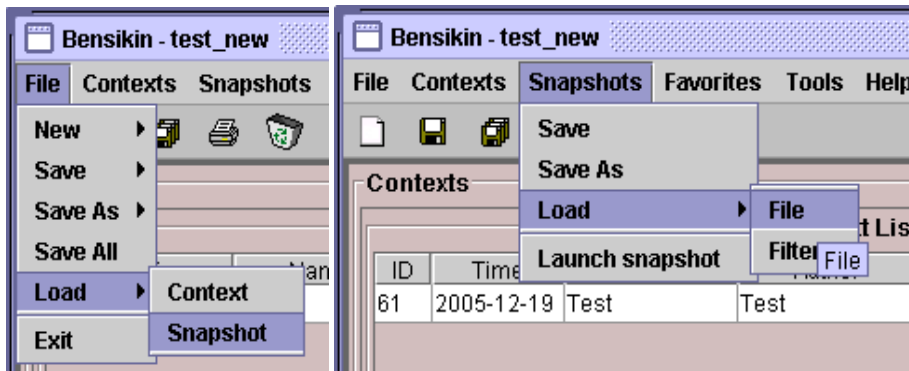 Bensikin - test_new
File Contexts Snapshots
New
Save
Save As
Save All
Load
Context
Snapshot
Exit
Bensikin - test_new
File Contexts Snapshots Favorites Tools Help
Save
Save As
Load
File
Filter
File
Launch snapshot
Contexts
ID Time
61 2005-12-19 Test Test